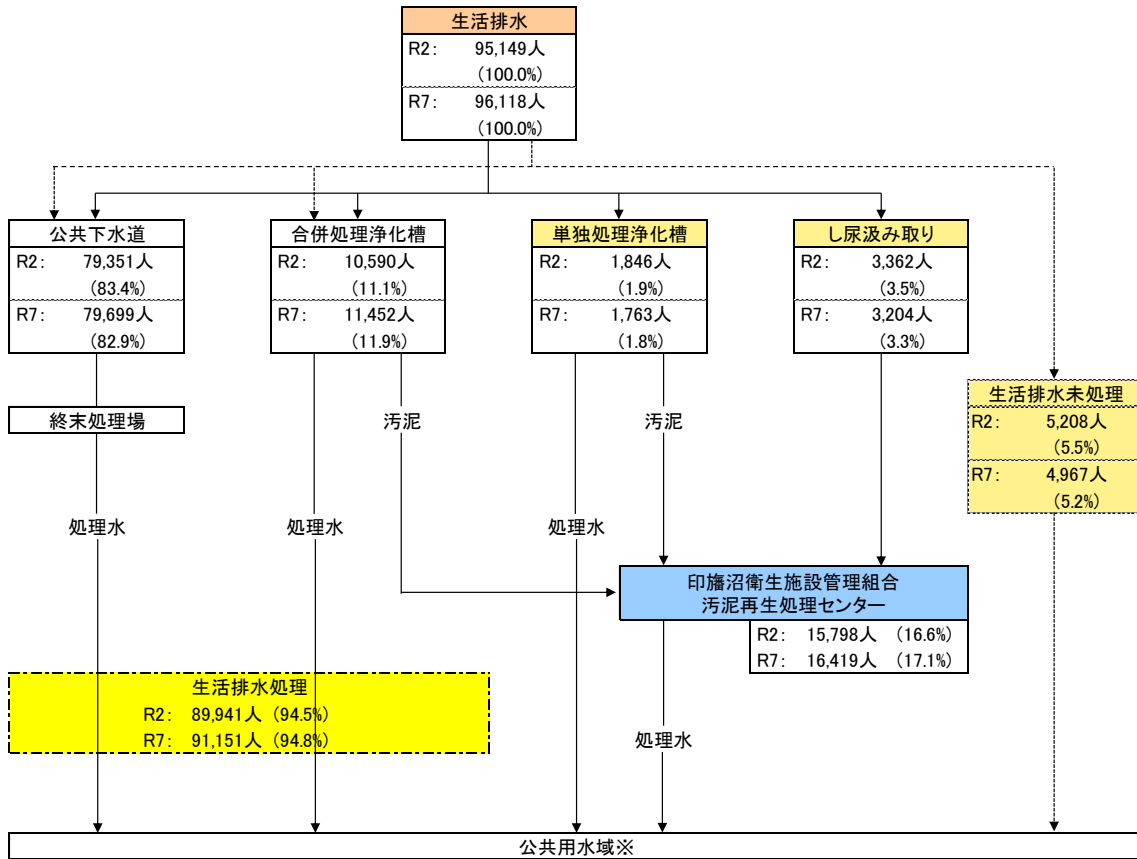 生活排水
R2： 95,149人
(100.0%)
R7： 96,118人
(100.0%)
公共下水道
R2： 79,351人
(83.4%)
R7： 79,699人
(82.9%)
合併処理浄化槽
R2： 10,590人
(11.1%)
R7： 11,452人
(11.9%)
単独処理浄化槽
R2： 1,846人
(1.9%)
R7： 1,763人
(1.8%)
し尿汲み取り
R2： 3,362人
(3.5%)
R7： 3,204人
(3.3%)
生活排水未処理
R2： 5,208人
(5.5%)
R7： 4,967人
(5.2%)
終末処理場
汚泥
汚泥
処理水
処理水
処理水
印旛沼衛生施設管理組合
汚泥再生処理センター
R2： 15,798人 (16.6%)
R7： 16,419人 (17.1%)
生活排水処理
R2： 89,941人 (94.5%)
R7： 91,151人 (94.8%)
処理水
公共用水域※